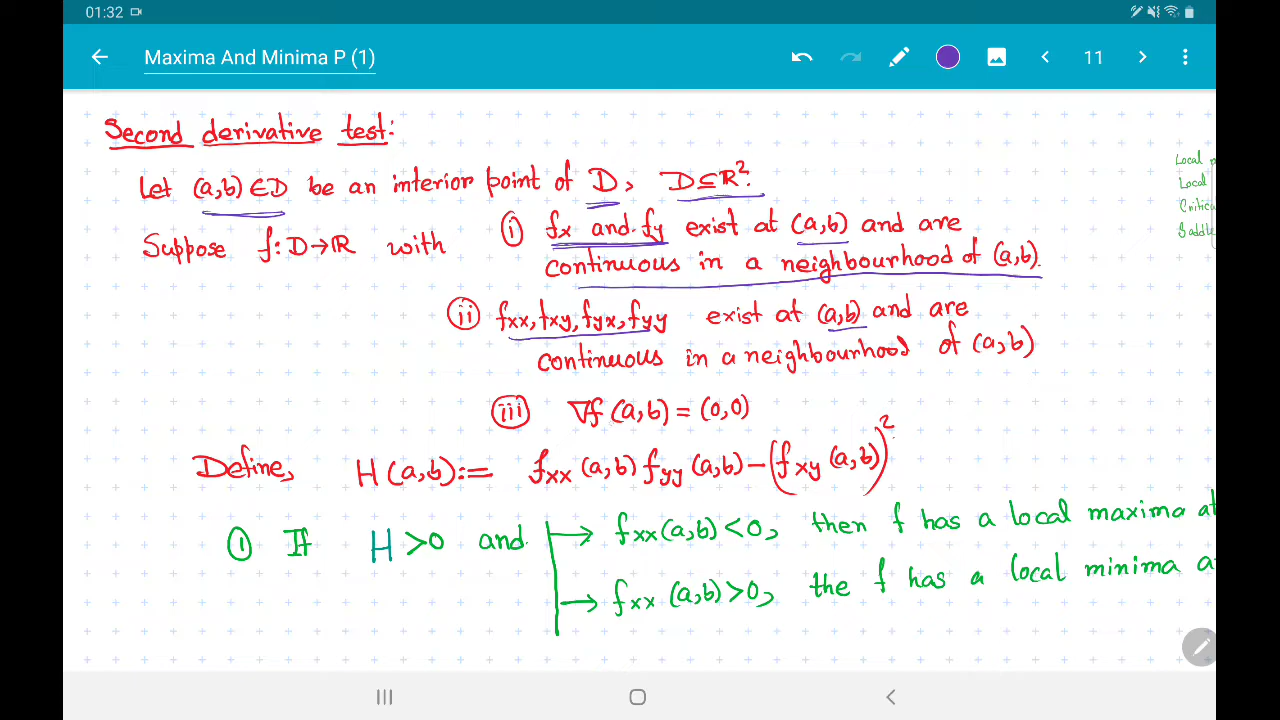 01:32
Maxima And Minima P (1)
11
Second derivative test:
Let (a,b) ∈ D be an interior point of D, D ⊆ ℝ².
Suppose f: D→ℝ with (i) fx and fy exist at (a,b) and are
continuous in a neighbourhood of (a,b).
(ii) fxx, fxy, fyx, fyy exist at (a,b) and are
continuous in a neighbourhood of (a,b)
(iii) ∇f (a,b) = (0,0)
Define, H(a,b) := fxx (a,b) fyy (a,b) − (fxy (a,b))²
(1) If H >0 and → fxx(a,b) < 0, then f has a local maxima at
→ fxx (a,b) > 0, the f has a local minima a
Local
Local
Critica
Saddle